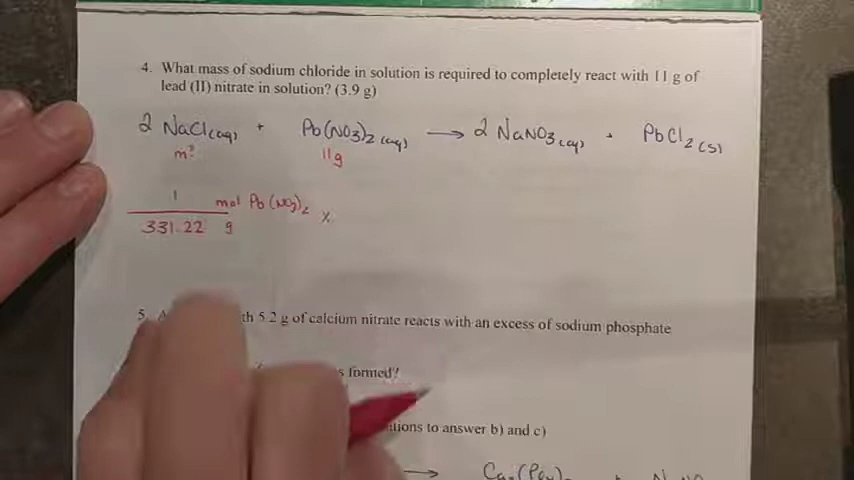 4. What mass of sodium chloride in solution is required to completely react with 11 g of
lead (II) nitrate in solution? (3.9 g)
2 NaCl(aq) + Pb(NO3)2 (aq) → 2 NaNO3 (aq) + PbCl2 (s)
m? 11g
1 mol Pb(NO3)2 x
331.22 g
5. th 5.2 g of calcium nitrate reacts with an excess of sodium phosphate
s formed?
tions to answer b) and c)
→ +